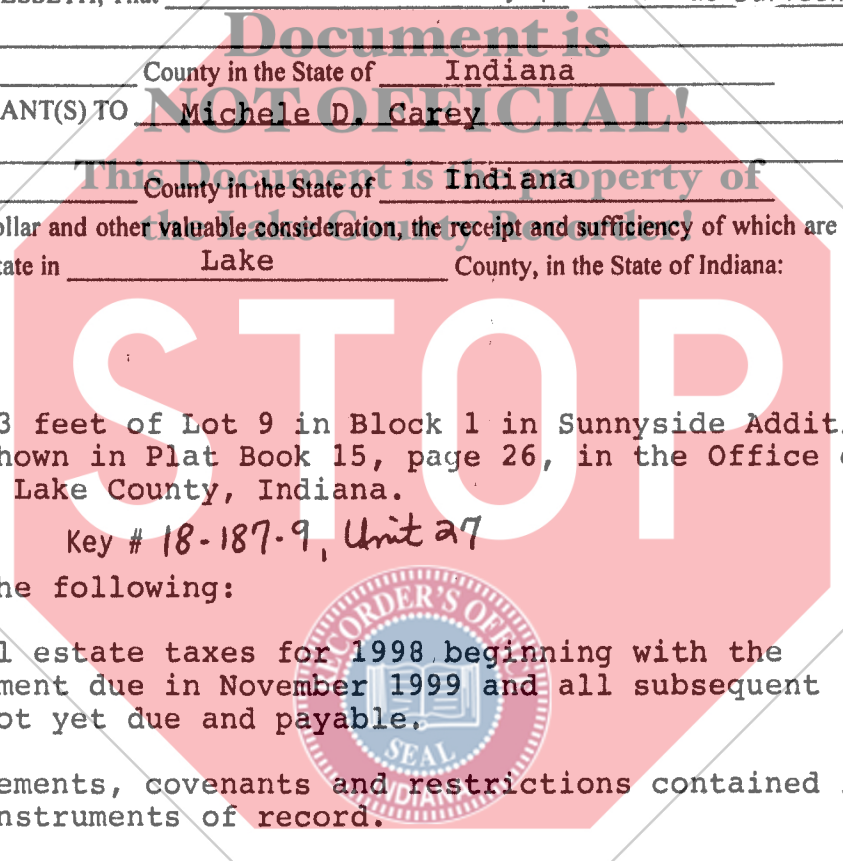 County in the State of Indiana
ANT(S) TO Michele D. Carey
County in the State of Indiana
ollar and other valuable consideration, the receipt and sufficiency of which are
tate in Lake County, in the State of Indiana:
3 feet of Lot 9 in Block 1 in Sunnyside Addit
hown in Plat Book 15, page 26, in the Office
Lake County, Indiana.
Key # 18-187-9, Unit 27
he following:
l estate taxes for 1998 beginning with the
ment due in November 1999 and all subsequent
ot yet due and payable.
ements, covenants and restrictions contained
nstruments of record.
Document is
NOT OFFICIAL!
This Document is the property of
the Lake County Recorder!
STOP
RECORDER'S OFFICE
SEAL
INDIANA